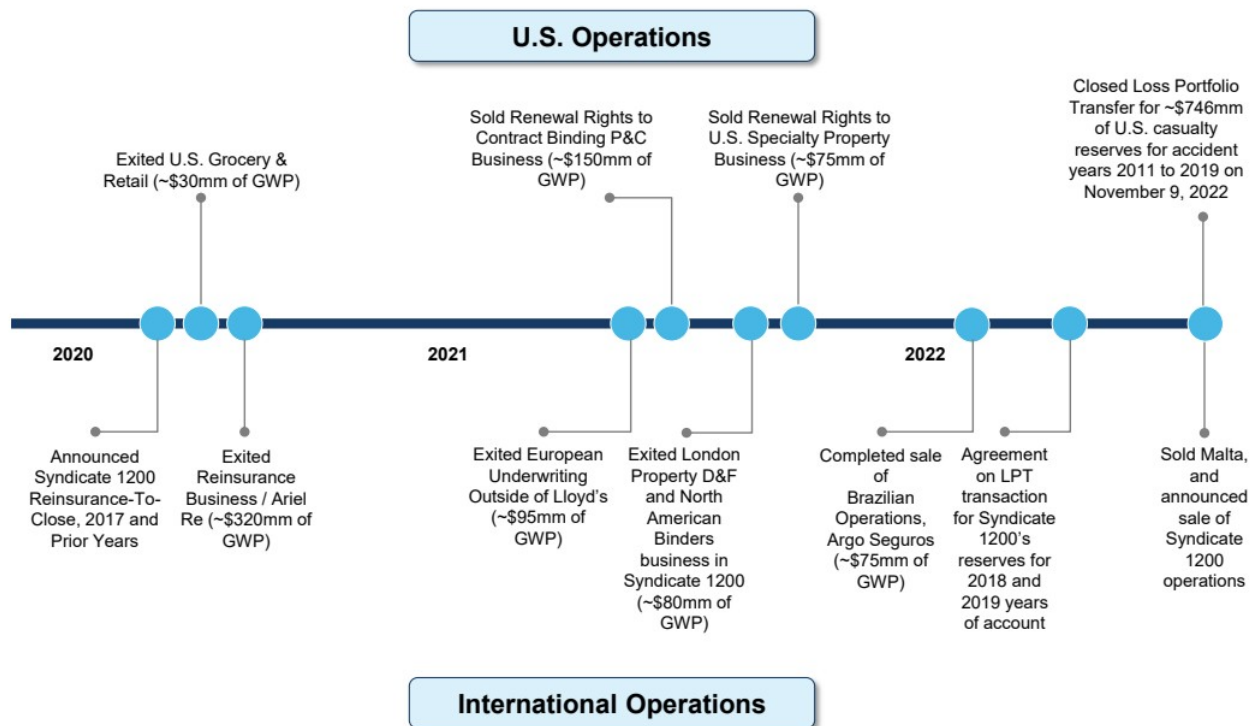 U.S. Operations
Exited U.S. Grocery &
Retail (~$30mm of GWP)
Sold Renewal Rights to
Contract Binding P&C
Business (~$150mm of
GWP)
Sold Renewal Rights to
U.S. Specialty Property
Business (~$75mm of
GWP)
Closed Loss Portfolio
Transfer for ~$746mm
of U.S. casualty
reserves for accident
years 2011 to 2019 on
November 9, 2022
2020
2021
2022
Announced
Syndicate 1200
Reinsurance-To-
Close, 2017 and
Prior Years
Exited
Reinsurance
Business / Ariel
Re (~$320mm of
GWP)
Exited European
Underwriting
Outside of Lloyd's
(~$95mm of
GWP)
Exited London
Property D&F
and North
American
Binders
business in
Syndicate 1200
(~$80mm of
GWP)
Completed sale
of
Brazilian
Operations,
Argo Seguros
(~$75mm of
GWP)
Agreement
on LPT
transaction
for Syndicate
1200's
reserves for
2018 and
2019 years
of account
Sold Malta,
and
announced
sale of
Syndicate
1200
operations
International Operations